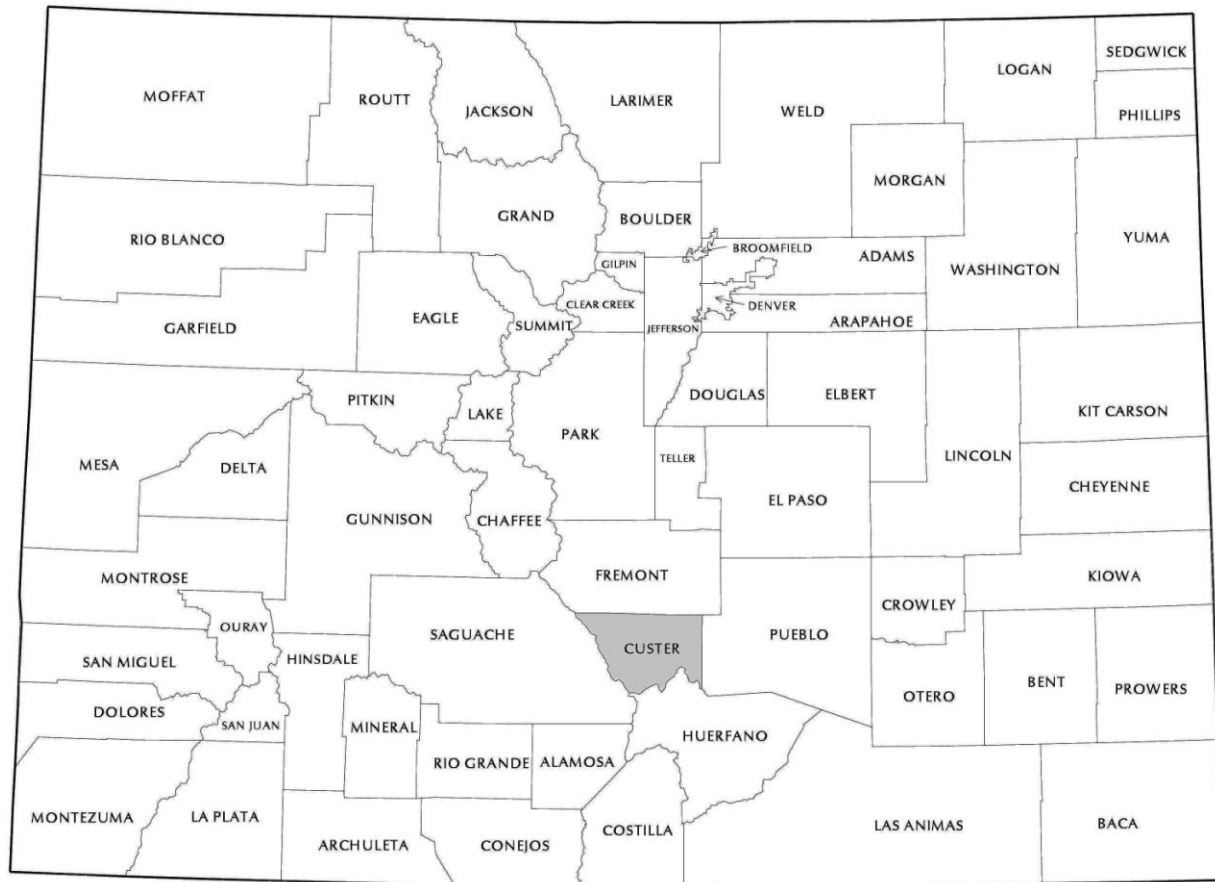 SEDGWICK
LOGAN
MOFFAT
ROUTT
JACKSON
LARIMER
WELD
PHILLIPS
MORGAN
GRAND
BOULDER
RIO BLANCO
YUMA
BROOMFIELD
ADAMS
GILPIN
WASHINGTON
CLEAR CREEK
DENVER
EAGLE
SUMMIT
GARFIELD
JEFFERSON
ARAPAHOE
DOUGLAS
ELBERT
PITKIN
LAKE
KIT CARSON
PARK
MESA
DELTA
TELLER
LINCOLN
CHEYENNE
EL PASO
GUNNISON
CHAFFEE
MONTROSE
FREMONT
KIOWA
CROWLEY
OURAY
SAGUACHE
PUEBLO
CUSTER
SAN MIGUEL
HINSDALE
BENT
PROWERS
OTERO
DOLORES
SAN JUAN
MINERAL
HUERFANO
RIO GRANDE
ALAMOSA
MONTEZUMA
LA PLATA
COSTILLA
LAS ANIMAS
BACA
ARCHULETA
CONEJOS